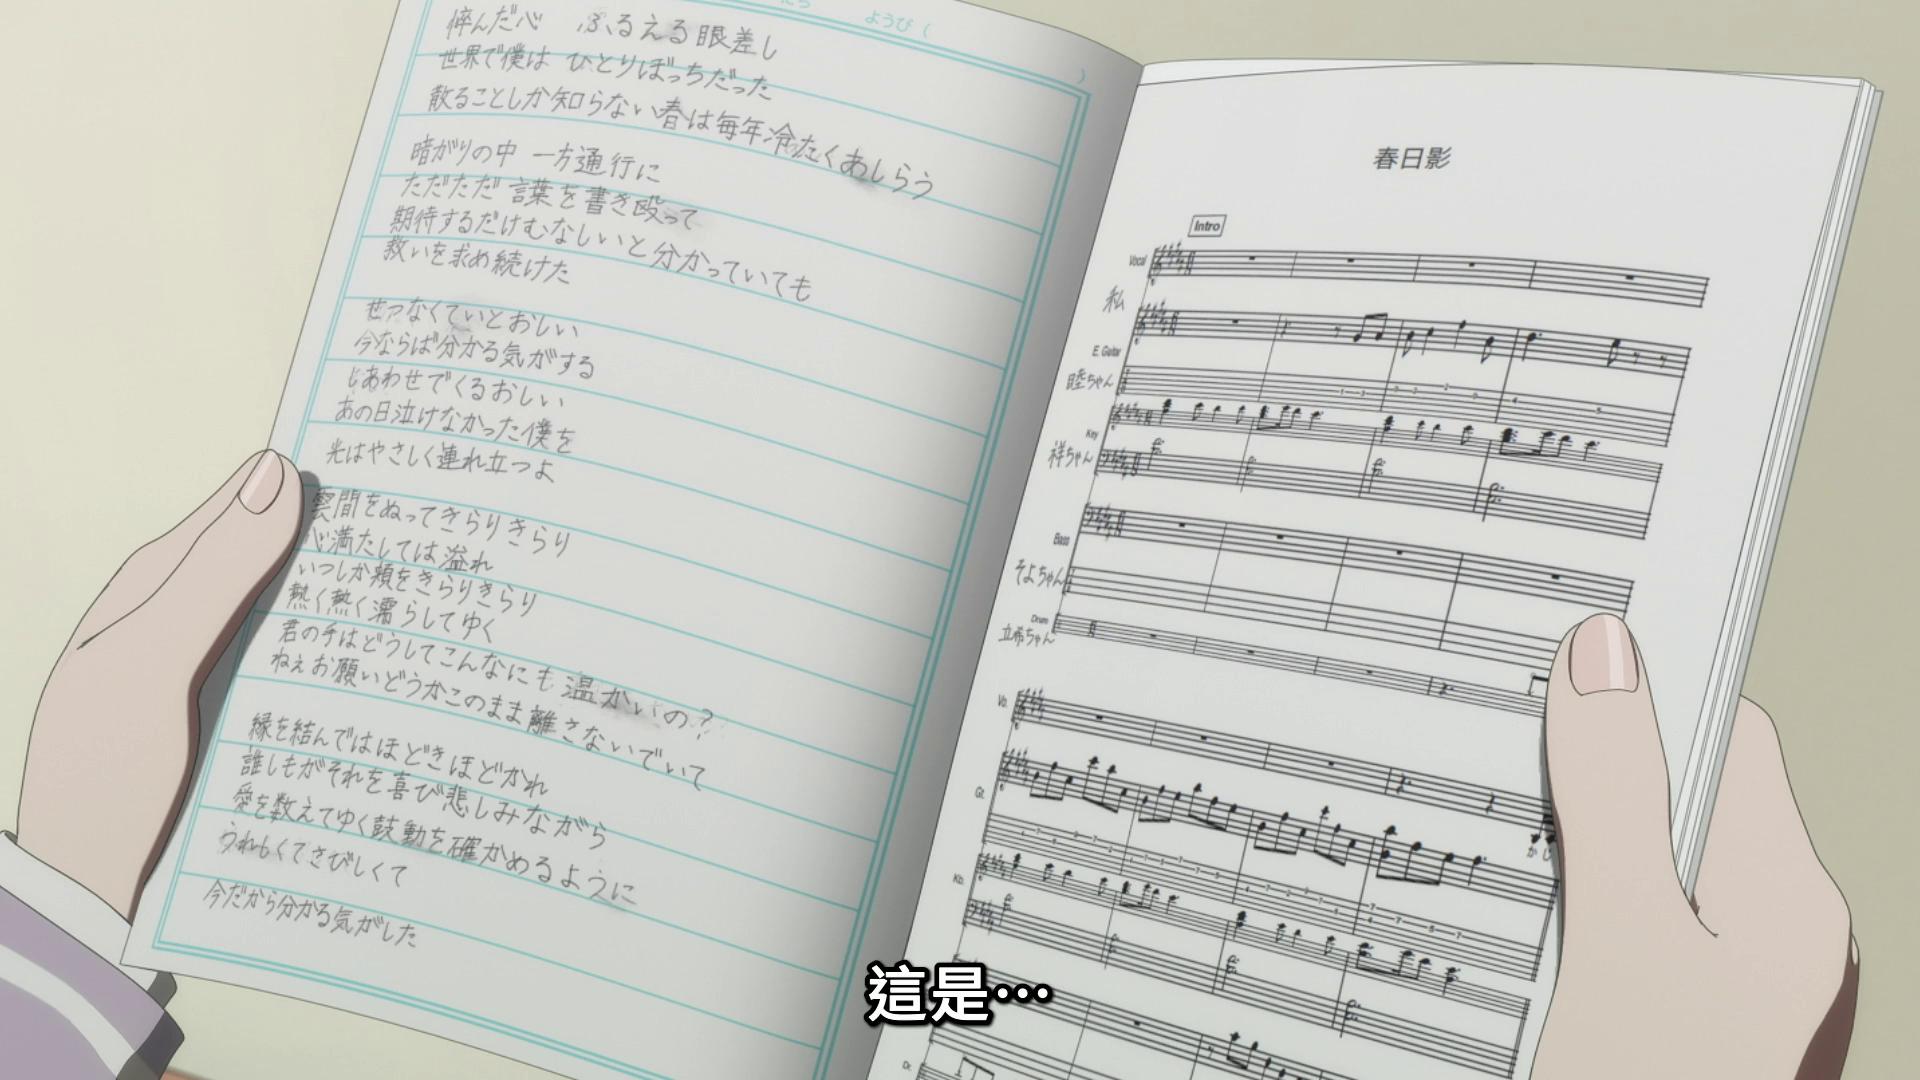 ようび（　　）
悴んだ心　ふるえる眼差し
世界で僕は ひとりぼっちだった
散ることしか知らない春は毎年冷たくあしらう
暗がりの中 一方通行に
ただただ 言葉を書き殴って
期待するだけむなしいと分かっていても
救いを求め続けた
せつなくていとおしい
今ならば分かる気がする
しあわせでくるおしい
あの日泣けなかった僕を
光はやさしく連れ立つよ
雲間をぬってきらりきらり
心満たしては溢れ
いつしか頬をきらりきらり
熱く熱く濡らしてゆく
君の手はどうしてこんなにも温かいの？
ねぇお願いどうかこのまま離さないでいて
縁を結んではほどきほどかれ
誰しもがそれを喜び悲しみながら
愛を数えてゆく鼓動を確かめるように
うれしくてさびしくて
今だから分かる気がした
春日影
Intro
Vocal
私
E. Guitar
睦ちゃん
Key
祥ちゃん
Bass
そよちゃん
Drum
立希ちゃん
Vo.
Gt.
か じ
Kb.
Dr.
這是⋯